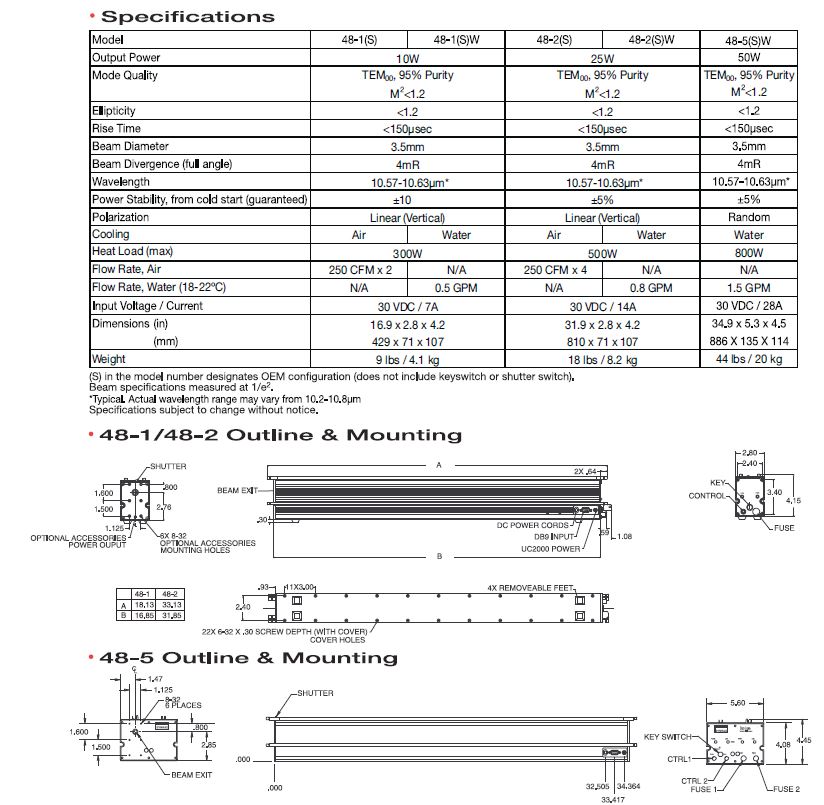 • Specifications
Model 48-1(S) 48-1(S)W 48-2(S) 48-2(S)W 48-5(S)W
Output Power 10W 25W 50W
Mode Quality TEM00, 95% Purity TEM00, 95% Purity TEM00, 95% Purity
M2<1.2 M2<1.2 M2<1.2
Ellipticity <1.2 <1.2 <1.2
Rise Time <150µsec <150µsec <150µsec
Beam Diameter 3.5mm 3.5mm 3.5mm
Beam Divergence (full angle) 4mR 4mR 4mR
Wavelength 10.57-10.63µm* 10.57-10.63µm* 10.57-10.63µm*
Power Stability, from cold start (guaranteed) ±10 ±5% ±5%
Polarization Linear (Vertical) Linear (Vertical) Random
Cooling Air Water Air Water Water
Heat Load (max) 300W 500W 800W
Flow Rate, Air 250 CFM x 2 N/A 250 CFM x 4 N/A N/A
Flow Rate, Water (18-22ºC) N/A 0.5 GPM N/A 0.8 GPM 1.5 GPM
Input Voltage / Current 30 VDC / 7A 30 VDC / 14A 30 VDC / 28A
Dimensions (in) 16.9 x 2.8 x 4.2 31.9 x 2.8 x 4.2 34.9 x 5.3 x 4.5
(mm) 429 x 71 x 107 810 x 71 x 107 886 X 135 X 114
Weight 9 lbs / 4.1 kg 18 lbs / 8.2 kg 44 lbs / 20 kg
(S) in the model number designates OEM configuration (does not include keyswitch or shutter switch).
Beam specifications measured at 1/e2.
*Typical. Actual wavelength range may vary from 10.2-10.8µm
Specifications subject to change without notice.
• 48-1/48-2 Outline & Mounting
SHUTTER
.800
1.600
1.500
2.76
1.125
OPTIONAL ACCESSORIES
POWER OUPUT
6X 8-32
OPTIONAL ACCESSORIES
MOUNTING HOLES
A
2X .64
BEAM EXIT
.30
DC POWER CORDS
DB9 INPUT
UC2000 POWER
.59
1.08
B
2.80
2.40
KEY
CONTROL
3.40
4.15
FUSE
48-1 48-2
A 18.13 33.13
B 16.85 31.85
.93
11X3.00
4X REMOVEABLE FEET
2.40
22X 6-32 X .30 SCREW DEPTH (WITH COVER)
COVER HOLES
• 48-5 Outline & Mounting
℄
1.47
1.125
8-32
6 PLACES
1.600
.800
1.500
2.85
BEAM EXIT
SHUTTER
.000
.000
32.505
34.364
33.417
5.60
KEY SWITCH
CTRL1
CTRL 2
FUSE 1
FUSE 2
4.08
4.45